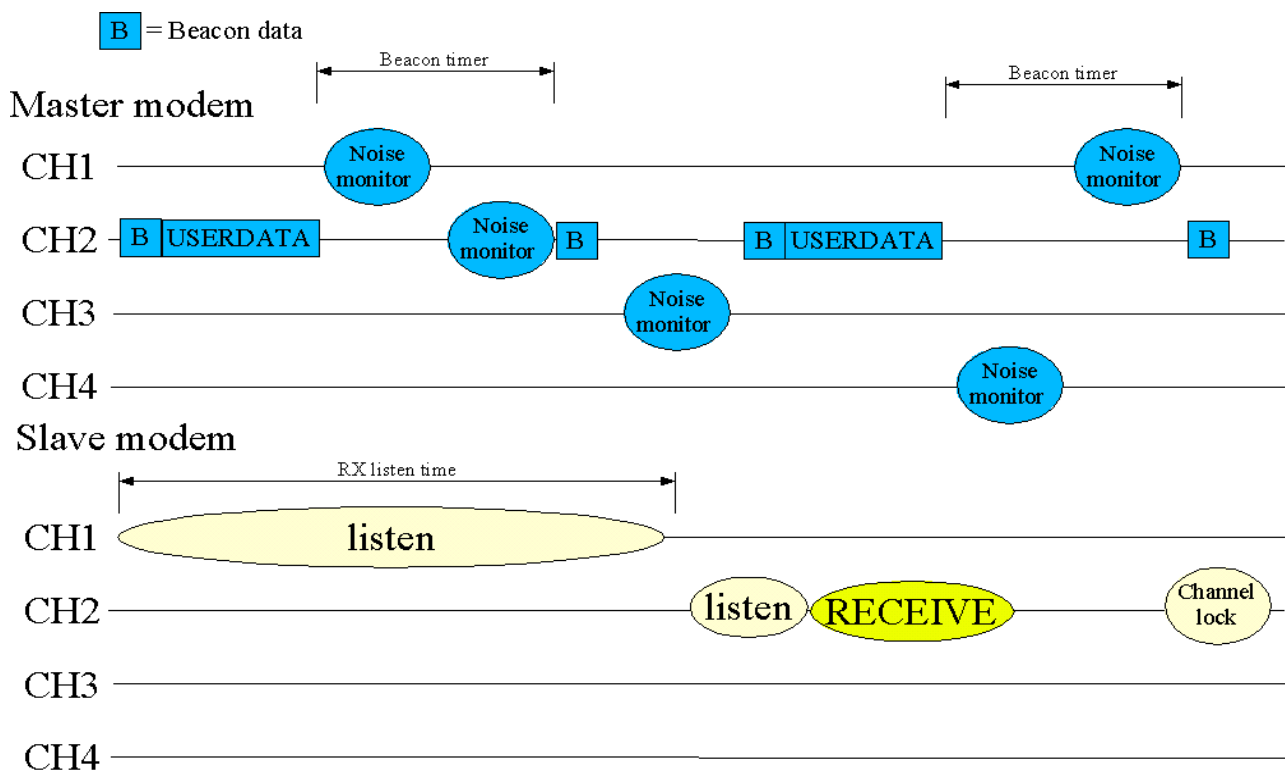 B = Beacon data
Beacon timer
Beacon timer
Master modem
CH1
Noise
monitor
Noise
monitor
CH2
B USERDATA
Noise
monitor
B
B USERDATA
B
CH3
Noise
monitor
CH4
Noise
monitor
Slave modem
RX listen time
CH1
listen
CH2
listen
RECEIVE
Channel
lock
CH3
CH4